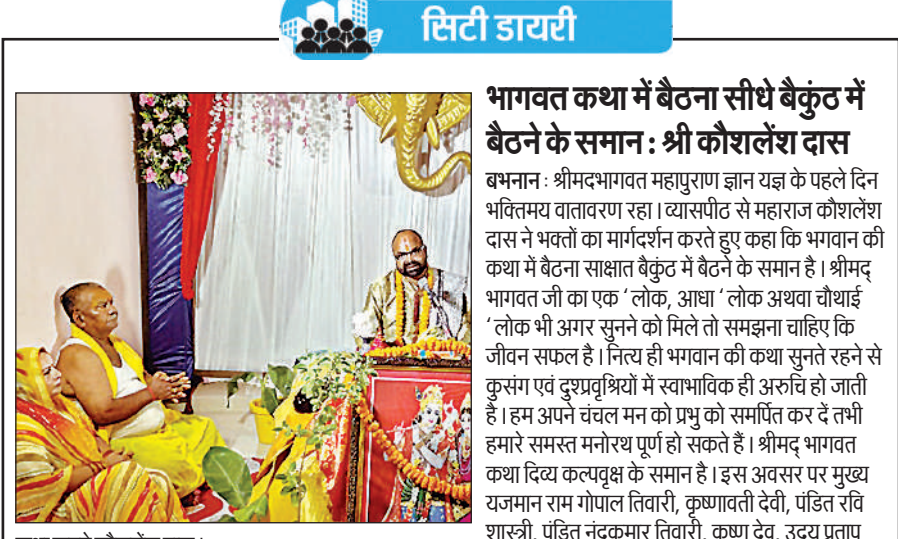 सिटी डायरी
भागवत कथा में बैठना सीधे बैकुंठ में
बैठने के समान : श्री कौशलेंश दास
बभनान : श्रीमदभागवत महापुराण ज्ञान यज्ञ के पहले दिन
भक्तिमय वातावरण रहा। व्यासपीठ से महाराज कौशलेंश
दास ने भक्तों का मार्गदर्शन करते हुए कहा कि भगवान की
कथा में बैठना साक्षात बैकुंठ में बैठने के समान है। श्रीमद्
भागवत जी का एक ‘लोक, आधा ‘लोक अथवा चौथाई
‘लोक भी अगर सुनने को मिले तो समझना चाहिए कि
जीवन सफल है। नित्य ही भगवान की कथा सुनते रहने से
कुसंग एवं दुश्प्रवृश्रियों में स्वाभाविक ही अरुचि हो जाती
है। हम अपने चंचल मन को प्रभु को समर्पित कर दें तभी
हमारे समस्त मनोरथ पूर्ण हो सकते हैं। श्रीमद् भागवत
कथा दिव्य कल्पवृक्ष के समान है। इस अवसर पर मुख्य
यजमान राम गोपाल तिवारी, कृष्णावती देवी, पंडित रवि
शास्त्री, पंडित नंदकुमार तिवारी, कृष्ण देव, उदय प्रताप